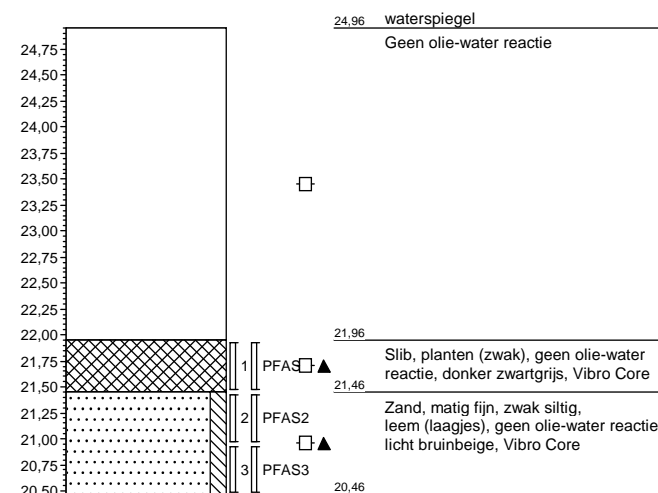 24,96 waterspiegel
Geen olie-water reactie
24,75
24,50
24,25
24,00
23,75
23,50
23,25
23,00
22,75
22,50
22,25
22,00
21,96
21,75
1 PFAS
Slib, planten (zwak), geen olie-water
reactie, donker zwartgrijs, Vibro Core
21,50
21,46
21,25
2 PFAS2
Zand, matig fijn, zwak siltig,
leem (laagjes), geen olie-water reactie
licht bruinbeige, Vibro Core
21,00
20,75
3 PFAS3
20,50
20,46